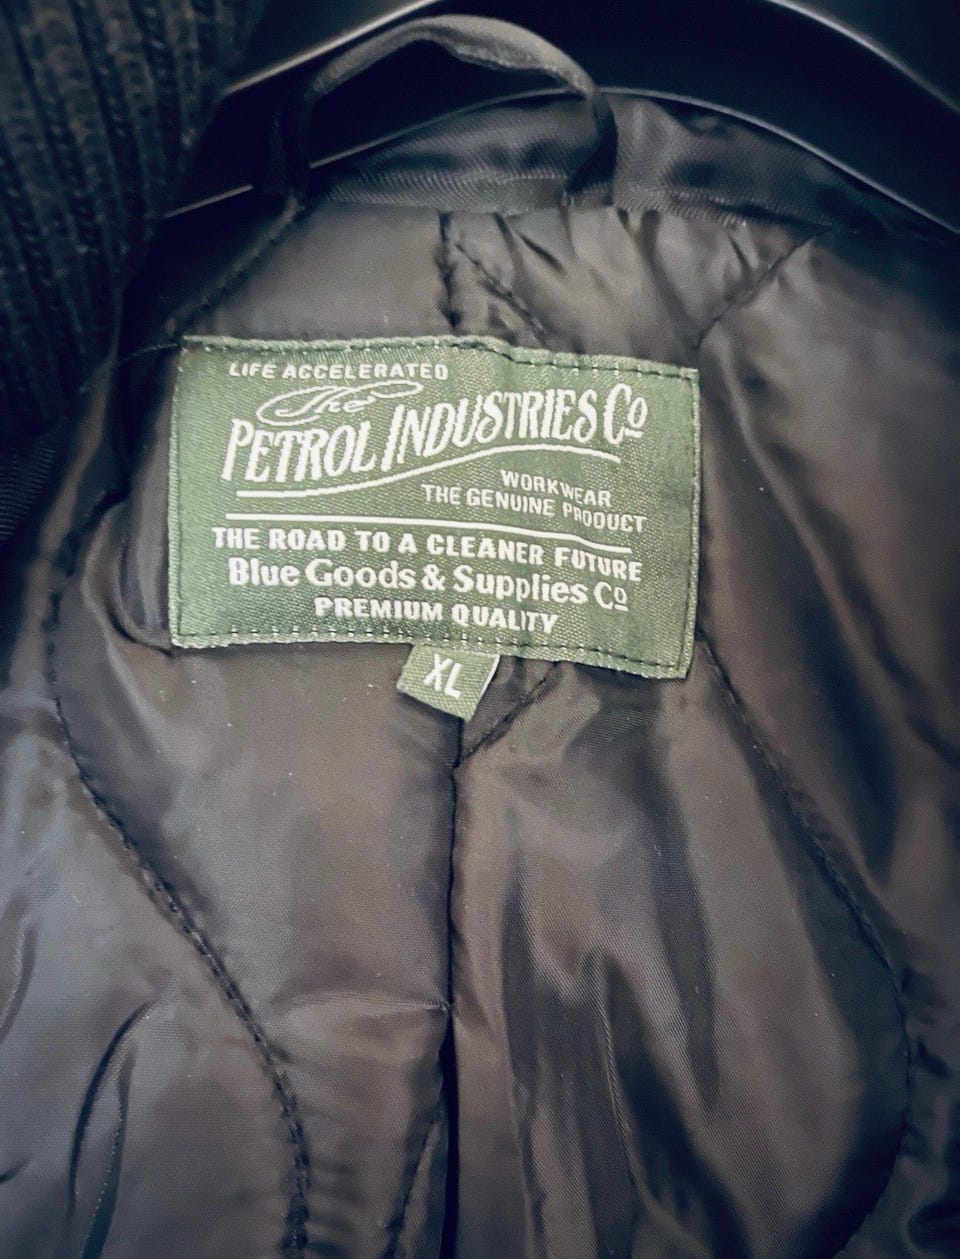 LIFE ACCELERATED
The
PETROL INDUSTRIES Co
WORKWEAR
THE GENUINE PRODUCT
THE ROAD TO A CLEANER FUTURE
Blue Goods & Supplies Co
PREMIUM QUALITY
XL